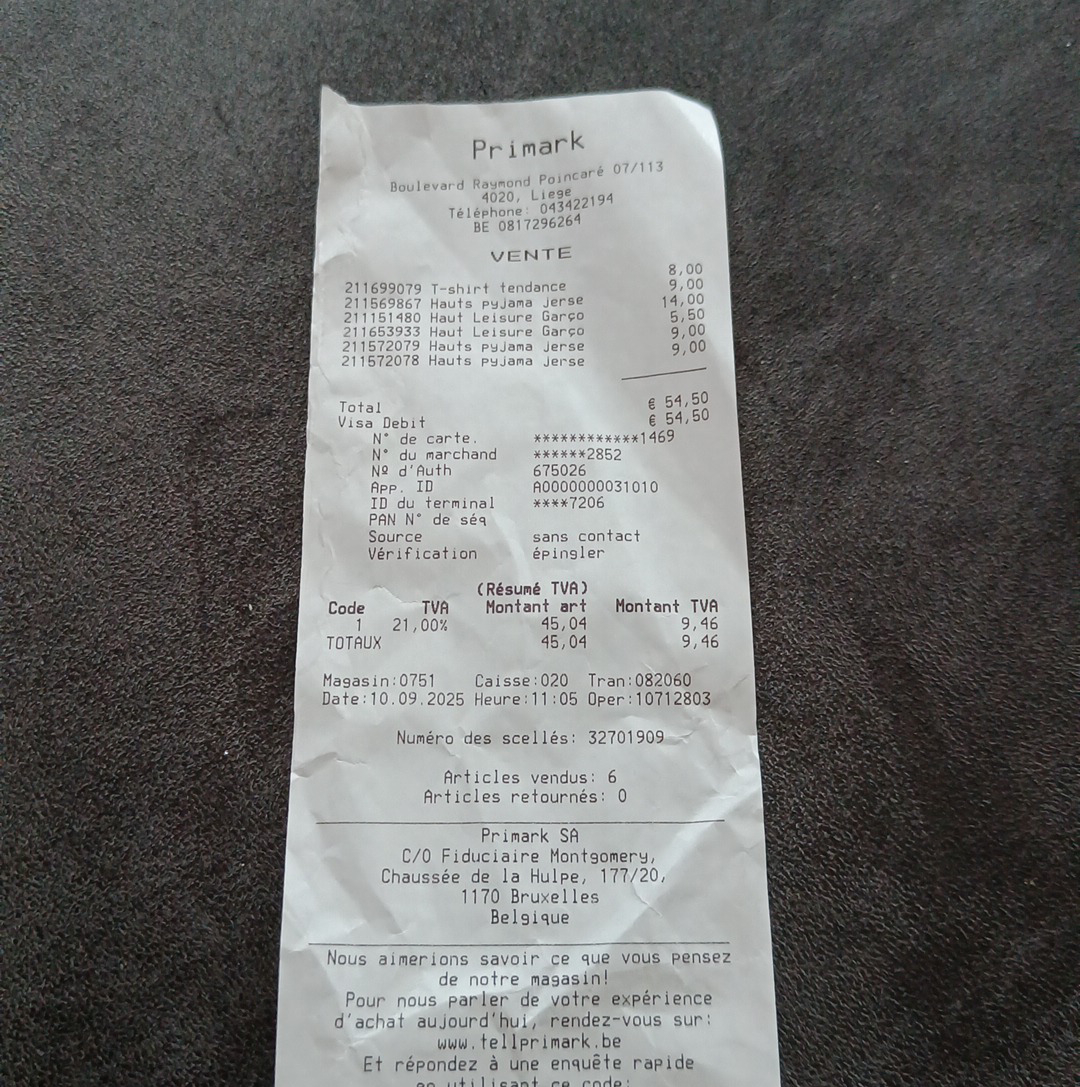 Primark
Boulevard Raymond Poincaré 07/113
4020, Liege
Téléphone: 043422194
BE 0817296264
VENTE
211699079 T-shirt tendance 8,00
211569867 Hauts pyjama Jerse 9,00
211151480 Haut Leisure Garço 14,00
211653933 Haut Leisure Garço 5,50
211572079 Hauts pyjama Jerse 9,00
211572078 Hauts pyjama Jerse 9,00
Total € 54,50
Visa Debit € 54,50
N° de carte. ************1469
N° du marchand ******2852
Nº d'Auth 675026
App. ID A0000000031010
ID du terminal ****7206
PAN N° de séq
Source sans contact
Vérification épingler
(Résumé TVA)
Code TVA Montant art Montant TVA
1 21,00% 45,04 9,46
TOTAUX 45,04 9,46
Magasin:0751 Caisse:020 Tran:082060
Date:10.09.2025 Heure:11:05 Oper:10712803
Numéro des scellés: 32701909
Articles vendus: 6
Articles retournés: 0
Primark SA
C/O Fiduciaire Montgomery,
Chaussée de la Hulpe, 177/20,
1170 Bruxelles
Belgique
Nous aimerions savoir ce que vous pensez
de notre magasin!
Pour nous parler de votre expérience
d'achat aujourd'hui, rendez-vous sur:
www.tellprimark.be
Et répondez à une enquête rapide
en utilisant ce code: